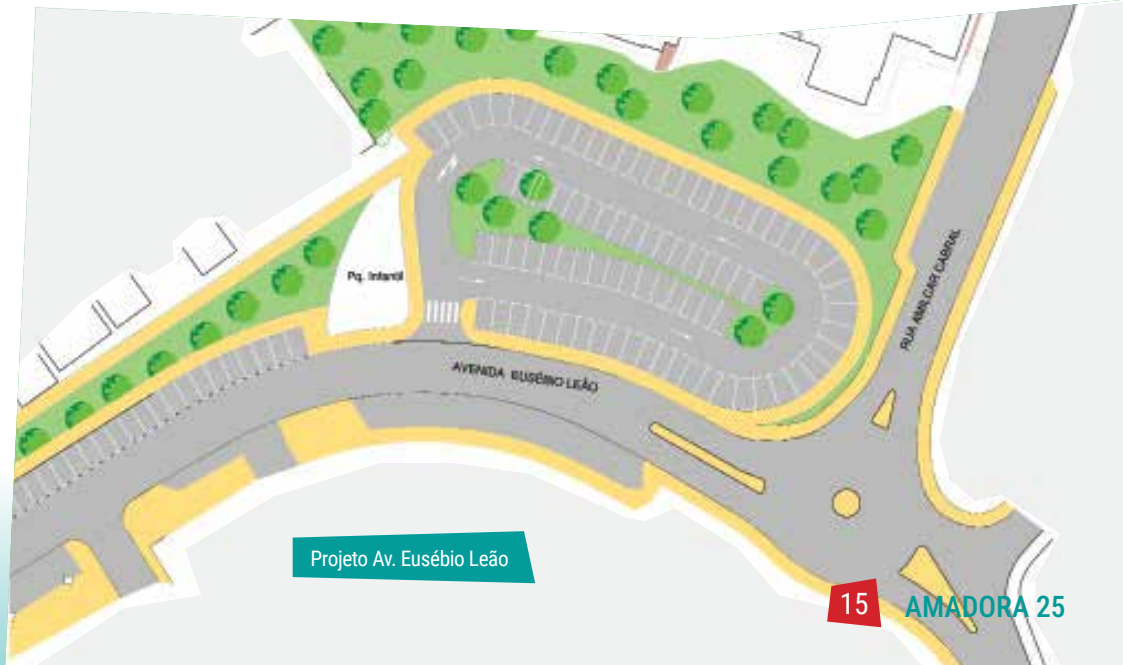 Pq. Infantil
RUA AMILCAR CABRAL
AVENIDA EUSÉBIO LEÃO
Projeto Av. Eusébio Leão
15 AMADORA 25